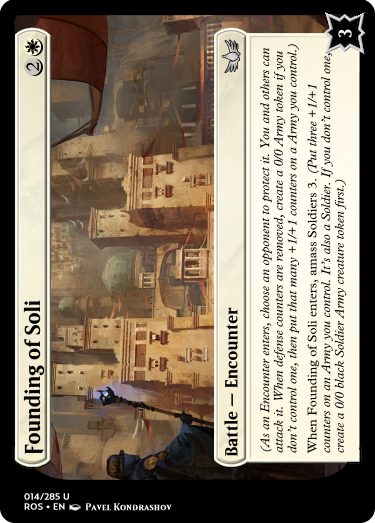 Founding of Soli
2
Battle — Encounter
(As an Encounter enters, choose an opponent to protect it. You and others can
attack it. When defense counters are removed, create a 0/0 Army token if you
don't control one, then put that many +1/+1 counters on a Army you control.)
When Founding of Soli enters, amass Soldiers 3. (Put three +1/+1
counters on an Army you control. It's also a Soldier. If you don't control one,
create a 0/0 black Soldier Army creature token first.)
3
014/285 U
ROS • EN PAVEL KONDRASHOV